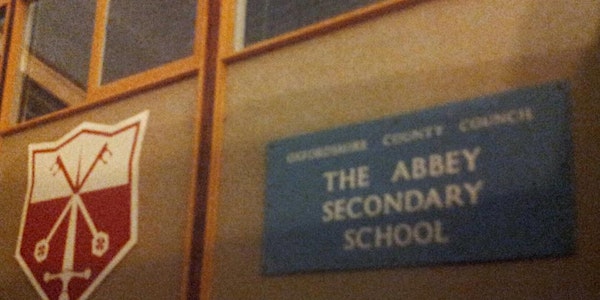 OXFORDSHIRE COUNTY COUNCIL
THE ABBEY
SECONDARY
SCHOOL